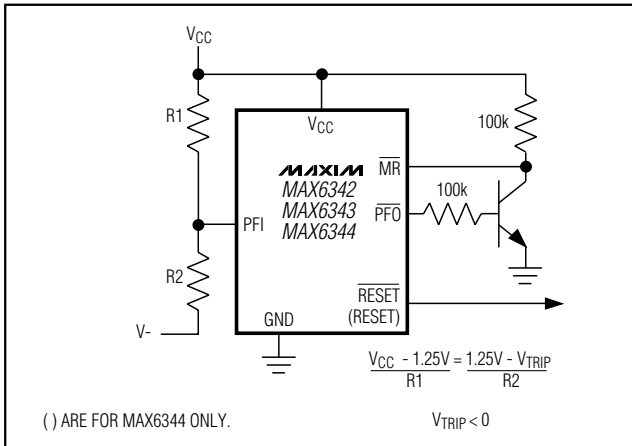 VCC
R1
VCC
100k
MAXIM
MAX6342
MAX6343
MAX6344
MR
100k
PFI
PFO
R2
RESET
(RESET)
V-
GND
VCC - 1.25V = 1.25V - VTRIP
R1 R2
( ) ARE FOR MAX6344 ONLY.
VTRIP < 0